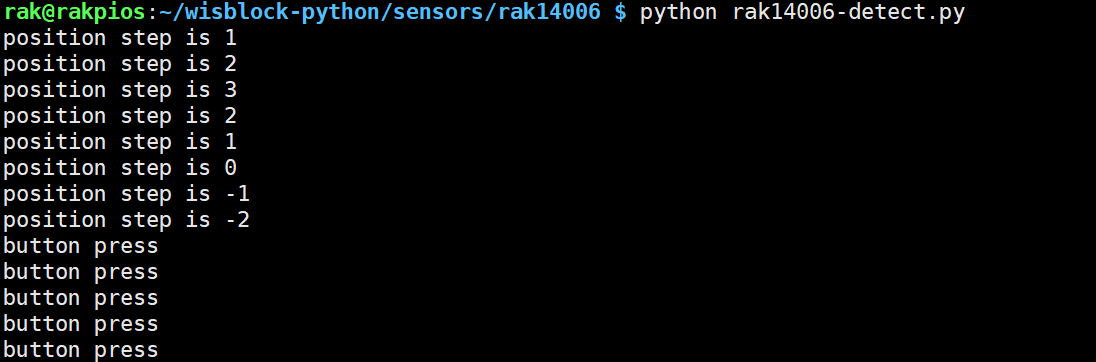 rak@rakpios:~/wisblock-python/sensors/rak14006 $ python rak14006-detect.py
position step is 1
position step is 2
position step is 3
position step is 2
position step is 1
position step is 0
position step is -1
position step is -2
button press
button press
button press
button press
button press